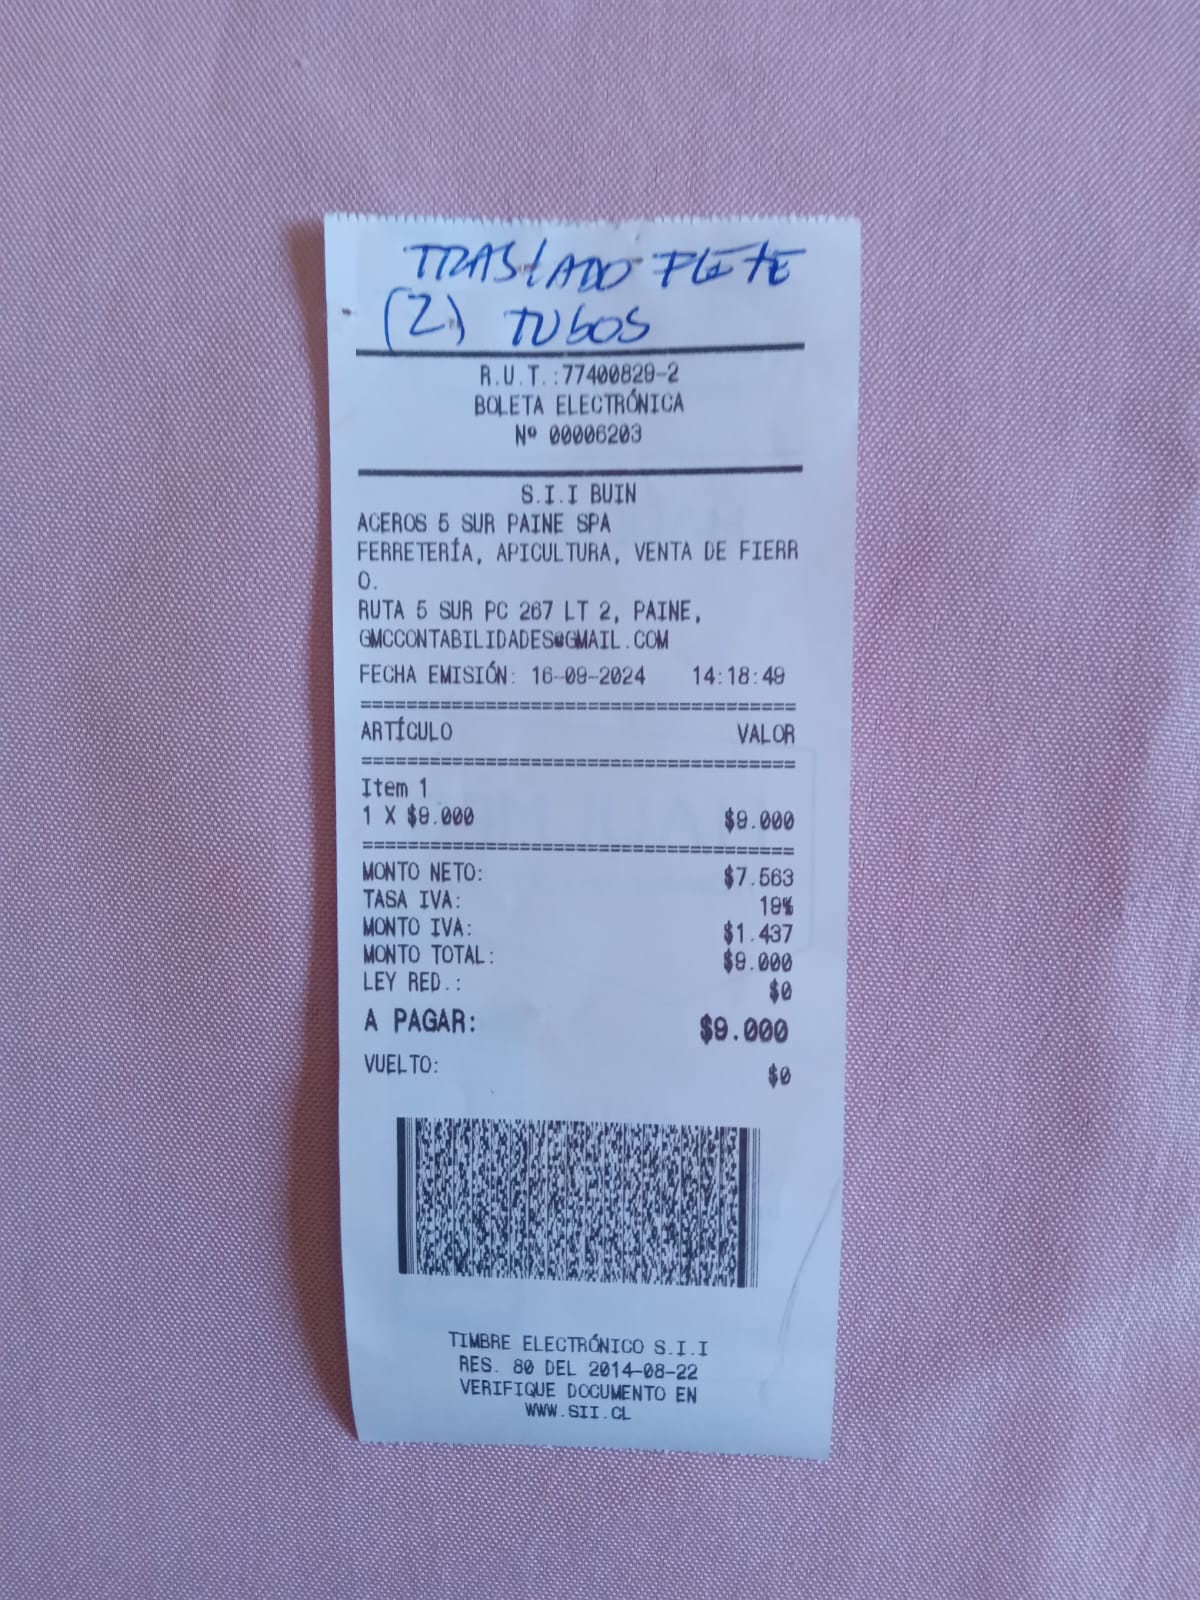 TRASLADO FLETE
(2) TUBOS
R.U.T.:77400829-2
BOLETA ELECTRÓNICA
Nº 00006203
S.I.I BUIN
ACEROS 5 SUR PAINE SPA
FERRETERÍA, APICULTURA, VENTA DE FIERR
O.
RUTA 5 SUR PC 267 LT 2, PAINE,
GMCCONTABILIDADES@GMAIL.COM
FECHA EMISIÓN: 16-09-2024 14:18:49
====================================
ARTÍCULO VALOR
====================================
Item 1
1 X $9.000 $9.000
====================================
MONTO NETO: $7.563
TASA IVA: 19%
MONTO IVA: $1.437
MONTO TOTAL: $9.000
LEY RED.: $0
A PAGAR: $9.000
VUELTO: $0
TIMBRE ELECTRÓNICO S.I.I
RES. 80 DEL 2014-08-22
VERIFIQUE DOCUMENTO EN
WWW.SII.CL